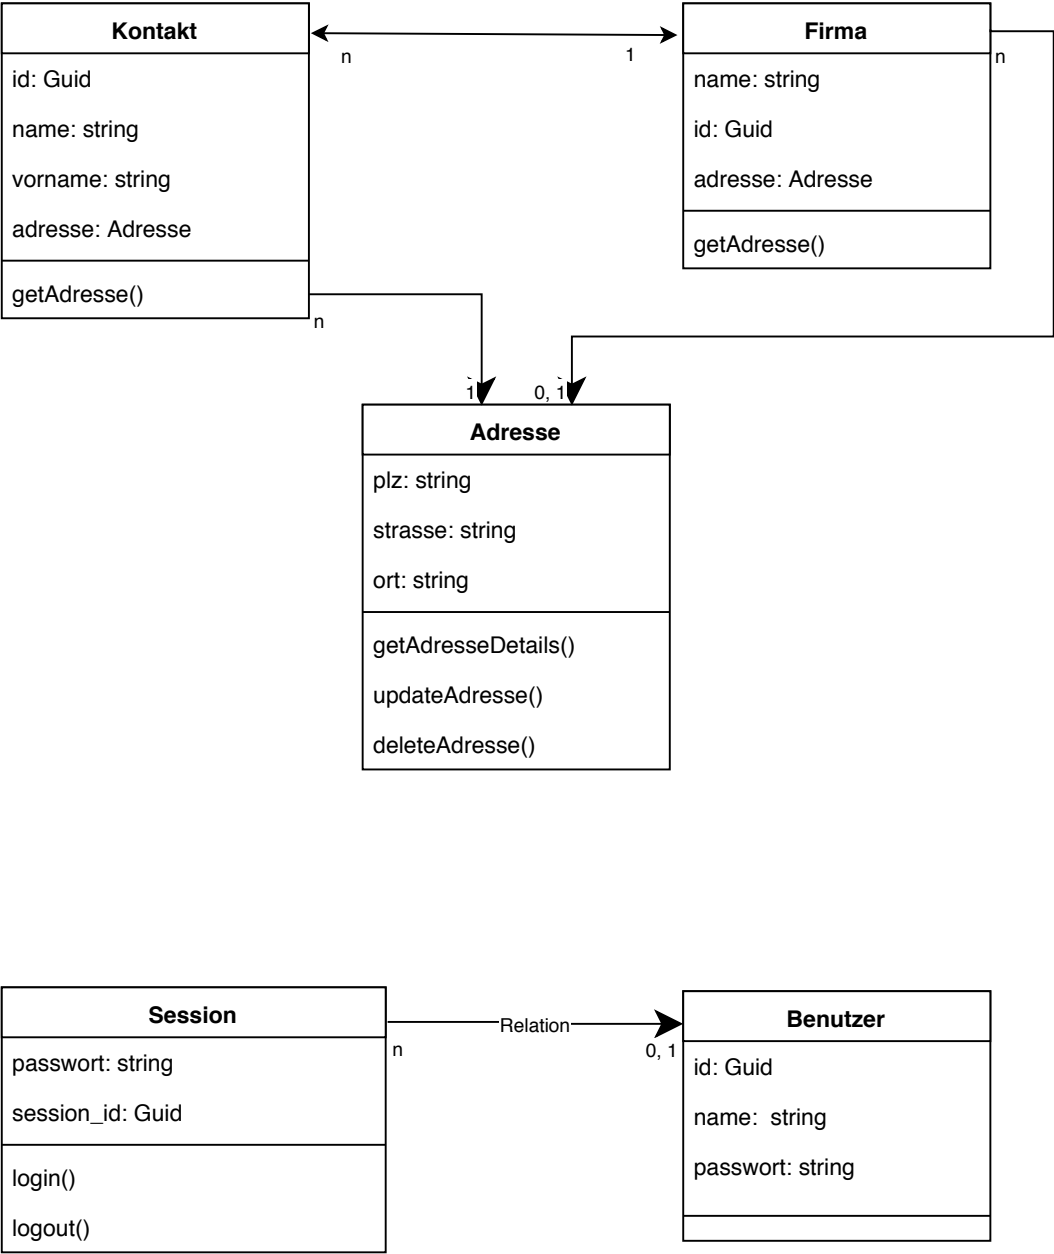 Kontakt
id: Guid
name: string
vorname: string
adresse: Adresse
getAdresse()
n
1
Firma
name: string
id: Guid
adresse: Adresse
getAdresse()
n
n
1
0, 1
Adresse
plz: string
strasse: string
ort: string
getAdresseDetails()
updateAdresse()
deleteAdresse()
Session
passwort: string
session_id: Guid
login()
logout()
Relation
n
0, 1
Benutzer
id: Guid
name:  string
passwort: string